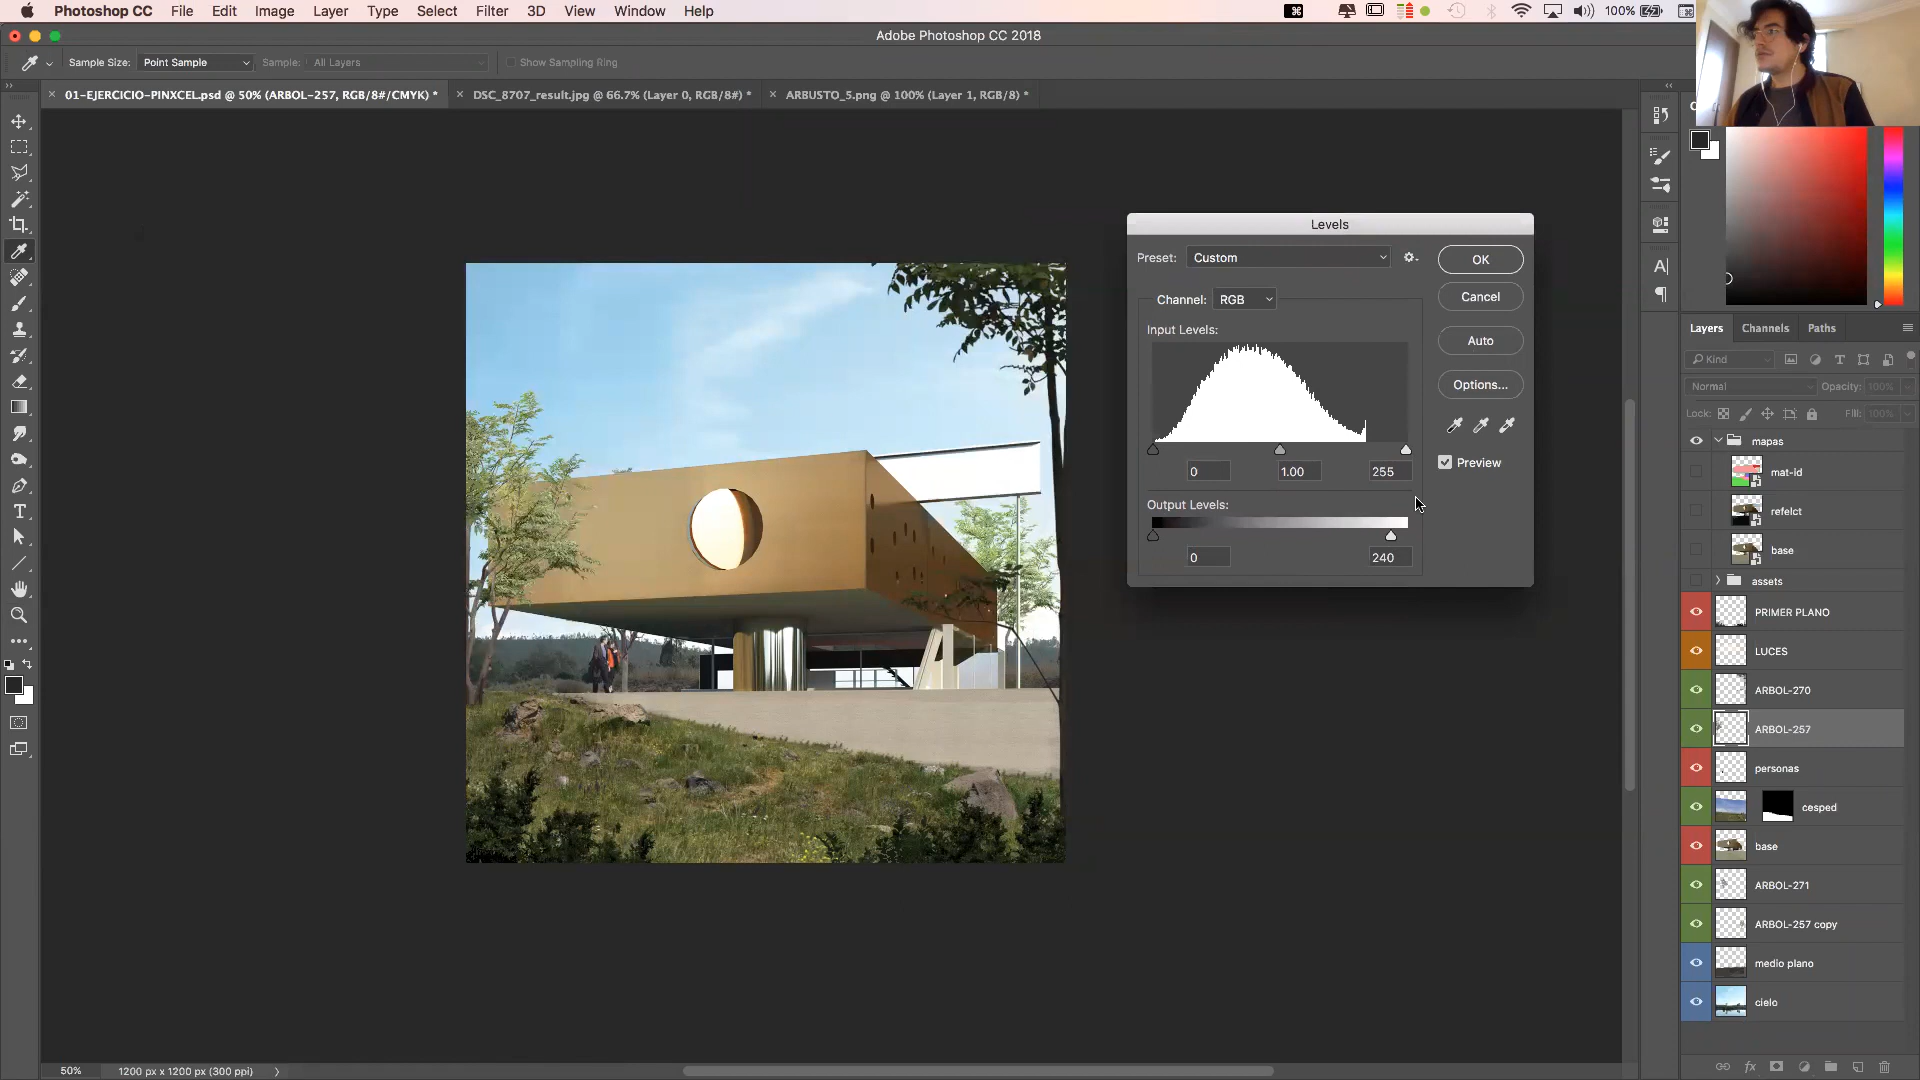 Photoshop CC File Edit Image Layer Type Select Filter 3D View Window Help 100%
Adobe Photoshop CC 2018
Sample Size: Point Sample Sample: All Layers Show Sampling Ring
01-EJERCICIO-PINXCEL.psd @ 50% (ARBOL-257, RGB/8#/CMYK) * DSC_8707_result.jpg @ 66.7% (Layer 0, RGB/8#) * ARBUSTO_5.png @ 100% (Layer 1, RGB/8) *
Levels
Preset: Custom
OK
Channel: RGB
Cancel
Input Levels:
Auto
Options...
0 1.00 255
Preview
Output Levels:
0 240
Layers Channels Paths
Kind
Normal Opacity: 100%
Lock: Fill: 100%
mapas
mat-id
refelct
base
assets
PRIMER PLANO
LUCES
ARBOL-270
ARBOL-257
personas
cesped
base
ARBOL-271
ARBOL-257 copy
medio plano
cielo
50% 1200 px x 1200 px (300 ppi)